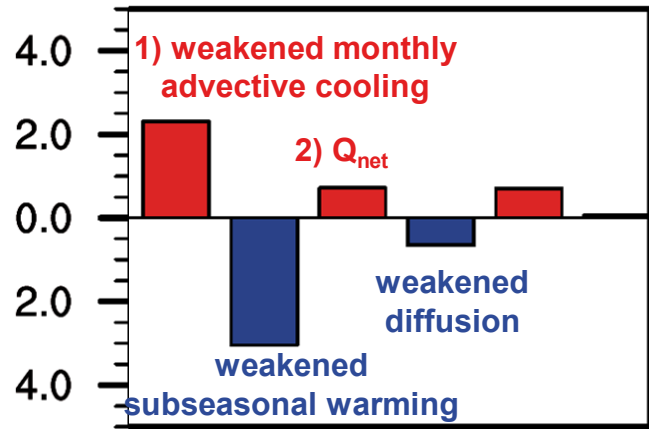 4.0
1) weakened monthly
advective cooling
2.0
2) Qnet
0.0
2.0
weakened
diffusion
weakened
4.0
subseasonal warming